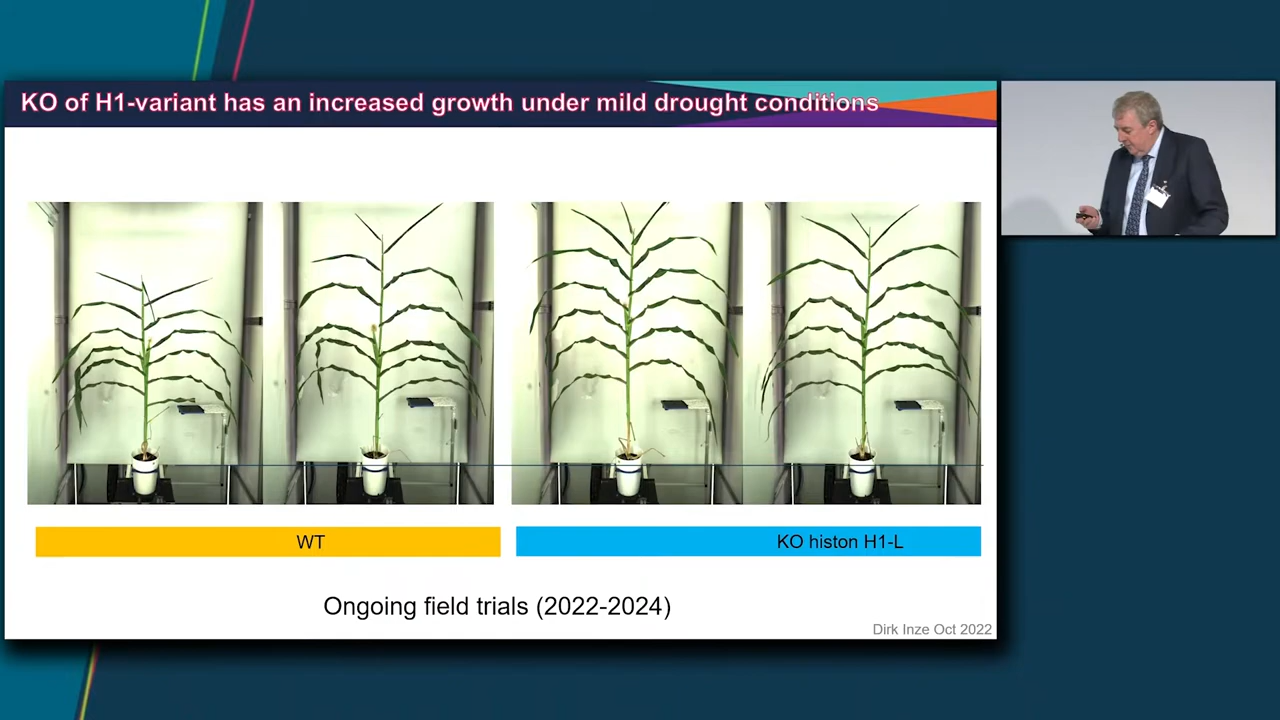 KO of H1-variant has an increased growth under mild drought conditions
WT
KO histon H1-L
Ongoing field trials (2022-2024)
Dirk Inze Oct 2022